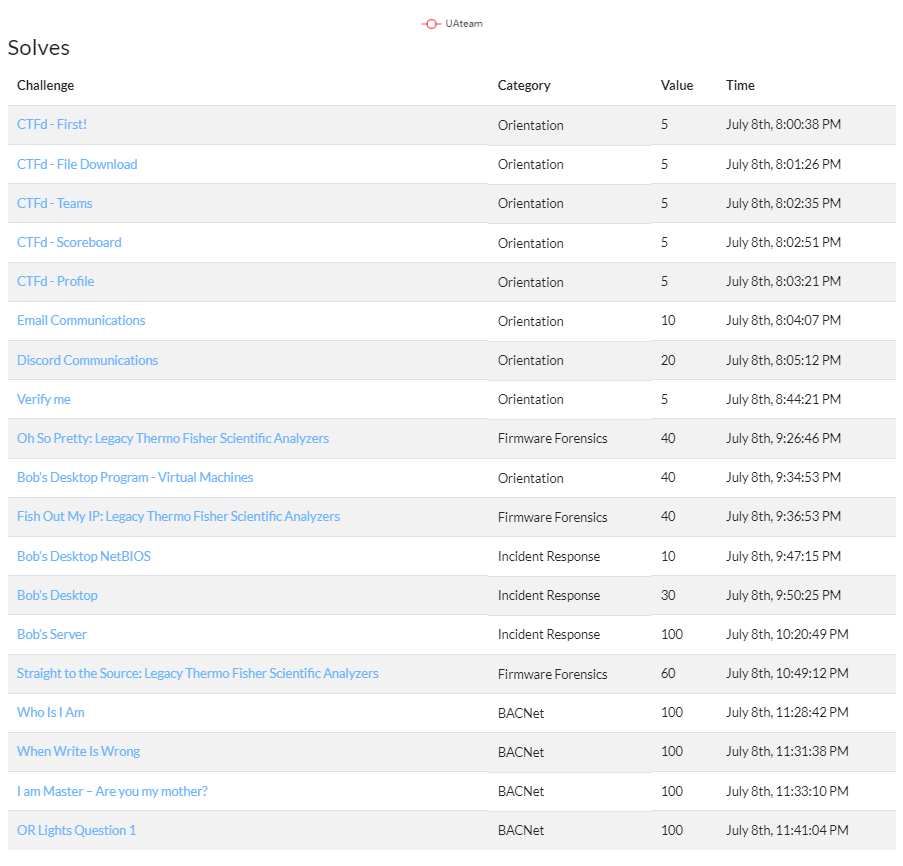 UAteam
Solves
Challenge Category Value Time
CTFd - First! Orientation 5 July 8th, 8:00:38 PM
CTFd - File Download Orientation 5 July 8th, 8:01:26 PM
CTFd - Teams Orientation 5 July 8th, 8:02:35 PM
CTFd - Scoreboard Orientation 5 July 8th, 8:02:51 PM
CTFd - Profile Orientation 5 July 8th, 8:03:21 PM
Email Communications Orientation 10 July 8th, 8:04:07 PM
Discord Communications Orientation 20 July 8th, 8:05:12 PM
Verify me Orientation 5 July 8th, 8:44:21 PM
Oh So Pretty: Legacy Thermo Fisher Scientific Analyzers Firmware Forensics 40 July 8th, 9:26:46 PM
Bob's Desktop Program - Virtual Machines Orientation 40 July 8th, 9:34:53 PM
Fish Out My IP: Legacy Thermo Fisher Scientific Analyzers Firmware Forensics 40 July 8th, 9:36:53 PM
Bob's Desktop NetBIOS Incident Response 10 July 8th, 9:47:15 PM
Bob's Desktop Incident Response 30 July 8th, 9:50:25 PM
Bob's Server Incident Response 100 July 8th, 10:20:49 PM
Straight to the Source: Legacy Thermo Fisher Scientific Analyzers Firmware Forensics 60 July 8th, 10:49:12 PM
Who Is I Am BACNet 100 July 8th, 11:28:42 PM
When Write Is Wrong BACNet 100 July 8th, 11:31:38 PM
I am Master – Are you my mother? BACNet 100 July 8th, 11:33:10 PM
OR Lights Question 1 BACNet 100 July 8th, 11:41:04 PM